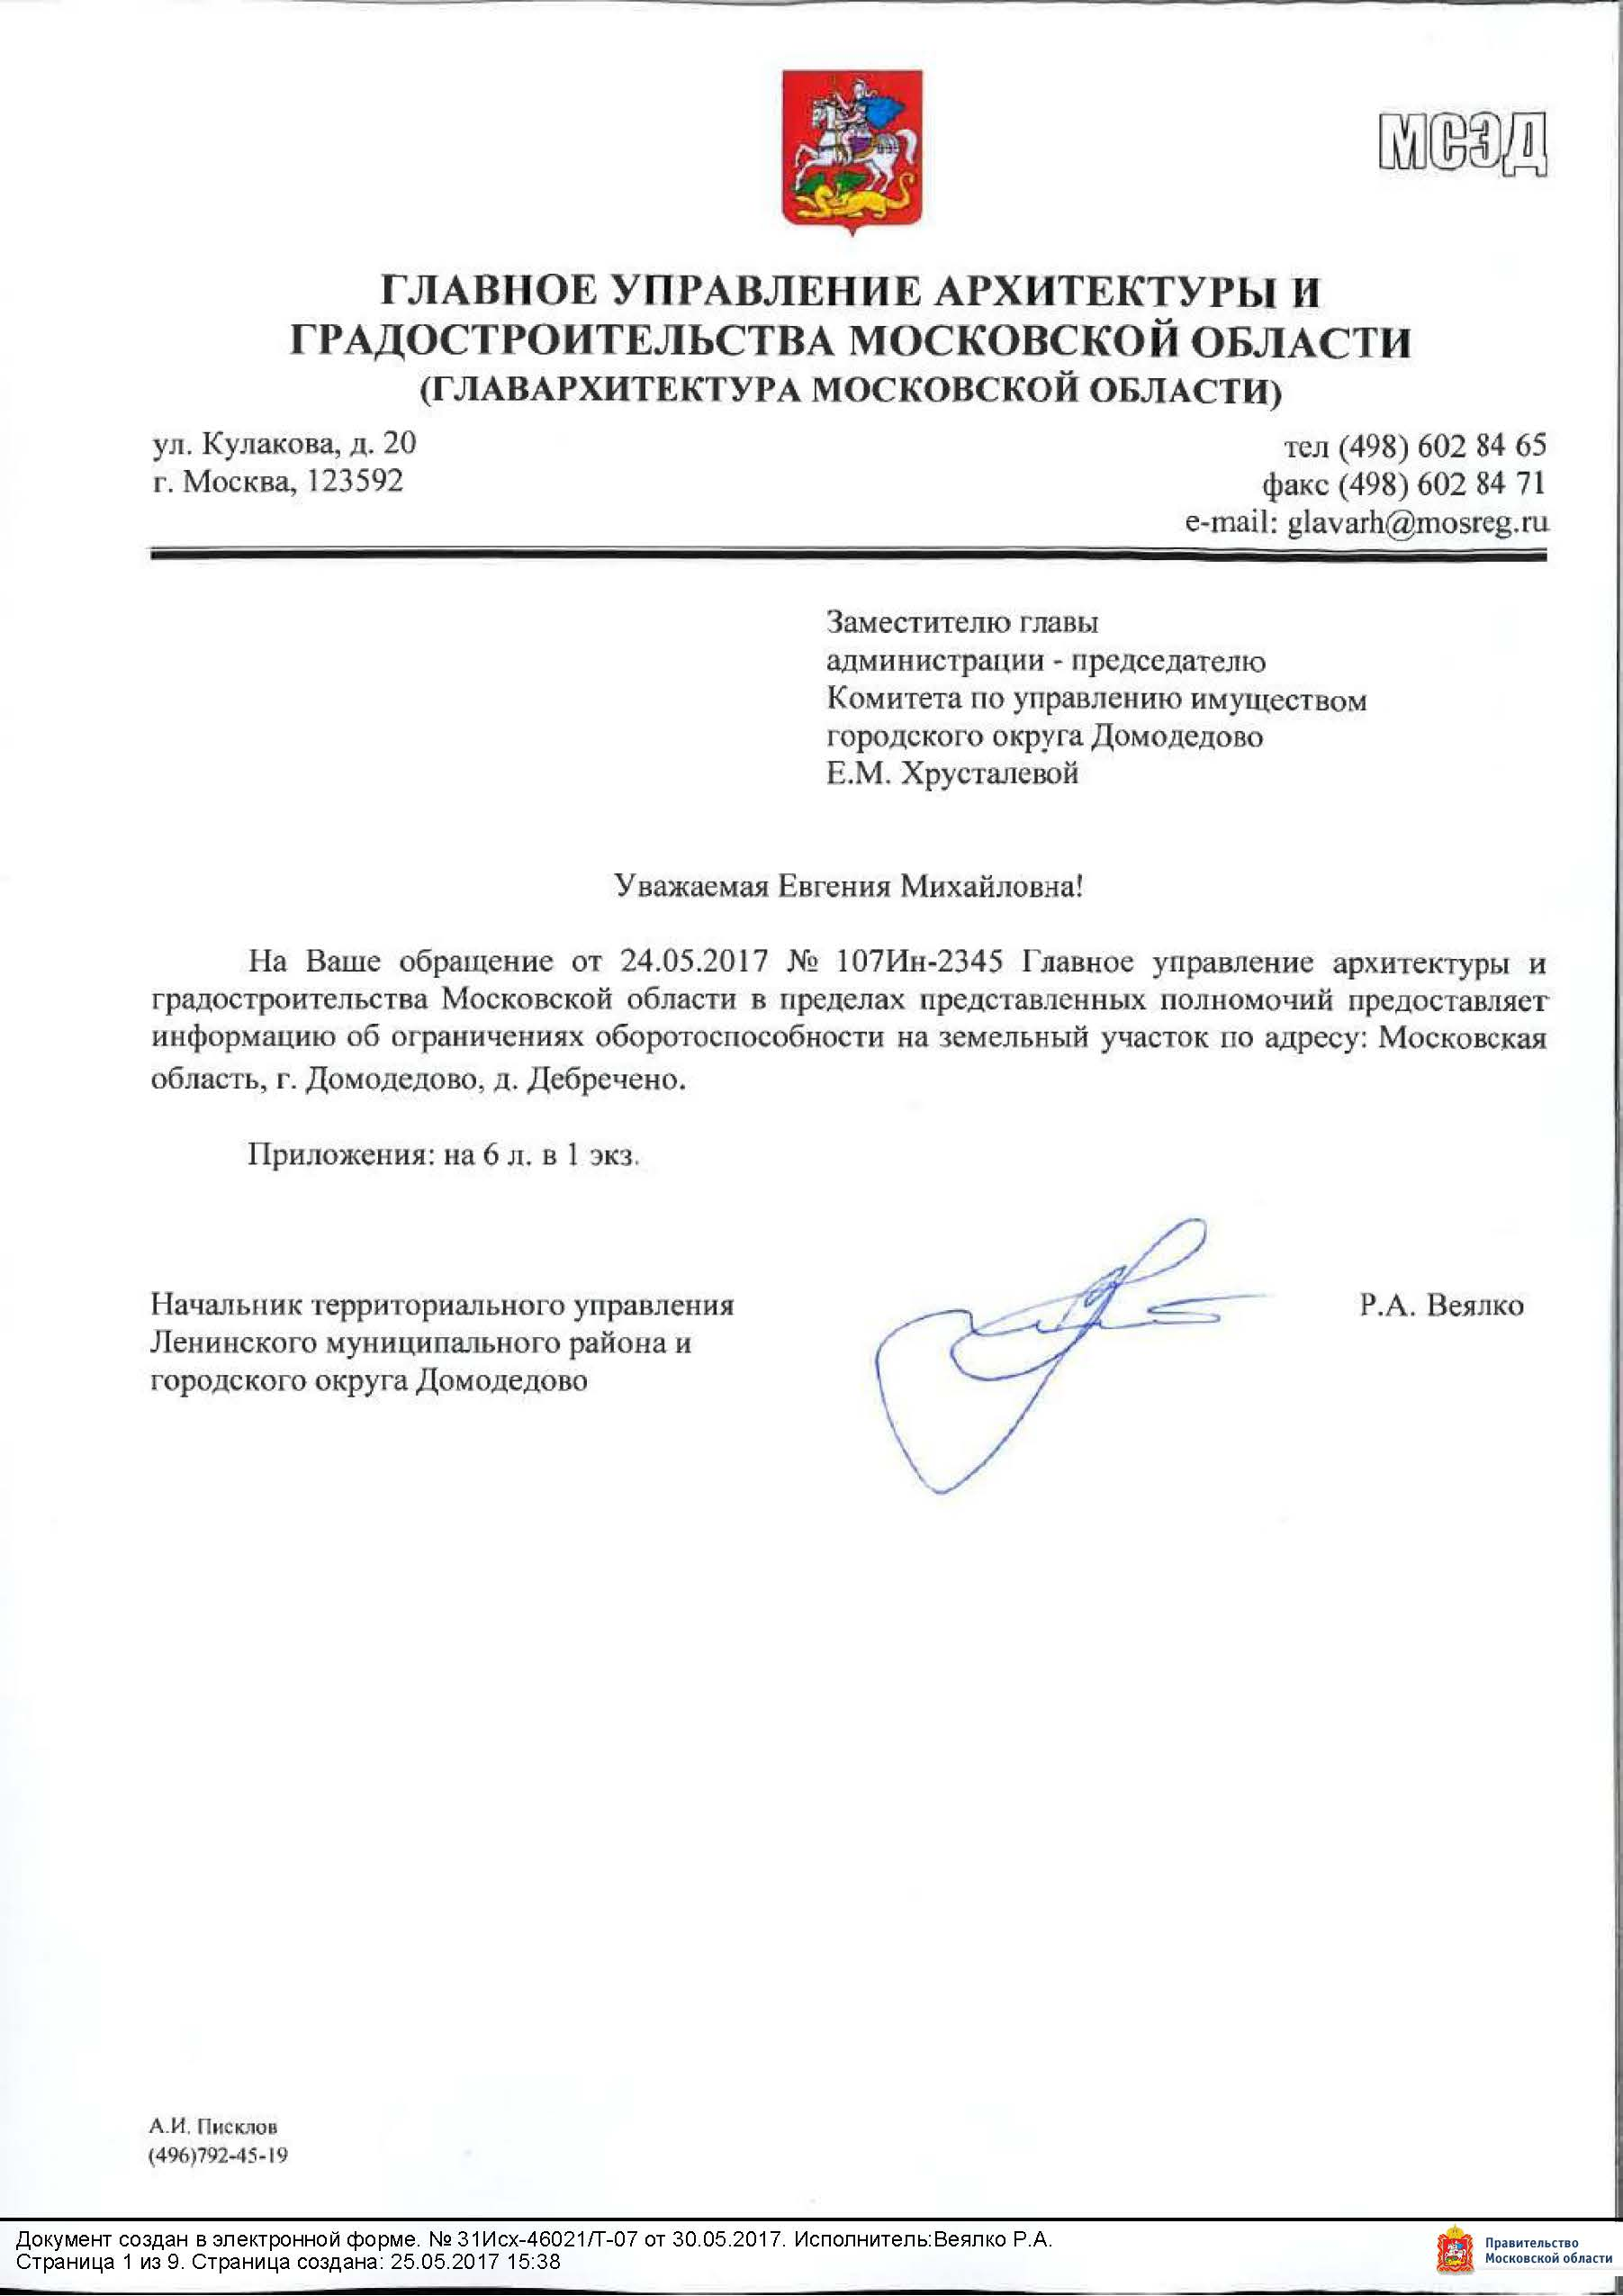 МСЭД
ГЛАВНОЕ УПРАВЛЕНИЕ АРХИТЕКТУРЫ И
ГРАДОСТРОИТЕЛЬСТВА МОСКОВСКОЙ ОБЛАСТИ
(ГЛАВАРХИТЕКТУРА МОСКОВСКОЙ ОБЛАСТИ)
ул. Кулакова, д. 20
г. Москва, 123592
тел (498) 602 84 65
факс (498) 602 84 71
e-mail: glavarh@mosreg.ru
Заместителю главы
администрации - председателю
Комитета по управлению имуществом
городского округа Домодедово
Е.М. Хрусталевой
Уважаемая Евгения Михайловна!
На Ваше обращение от 24.05.2017 № 107Ин-2345 Главное управление архитектуры и
градостроительства Московской области в пределах представленных полномочий предоставляет
информацию об ограничениях оборотоспособности на земельный участок по адресу: Московская
область, г. Домодедово, д. Дебречено.
Приложения: на 6 л. в 1 экз.
Начальник территориального управления
Ленинского муниципального района и
городского округа Домодедово
Р.А. Веялко
А.И. Писклов
(496)792-45-19
Документ создан в электронной форме. № 31Исх-46021/Т-07 от 30.05.2017. Исполнитель:Веялко Р.А.
Страница 1 из 9. Страница создана: 25.05.2017 15:38
Правительство
Московской области